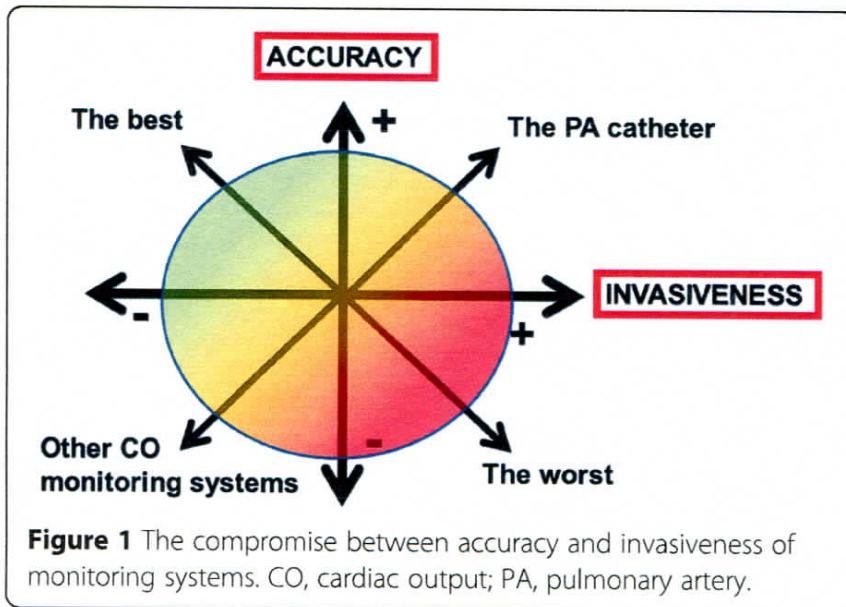 ACCURACY
The best
+
The PA catheter
INVASIVENESS
-
+
Other CO
monitoring systems
-
The worst
Figure 1 The compromise between accuracy and invasiveness of
monitoring systems. CO, cardiac output; PA, pulmonary artery.